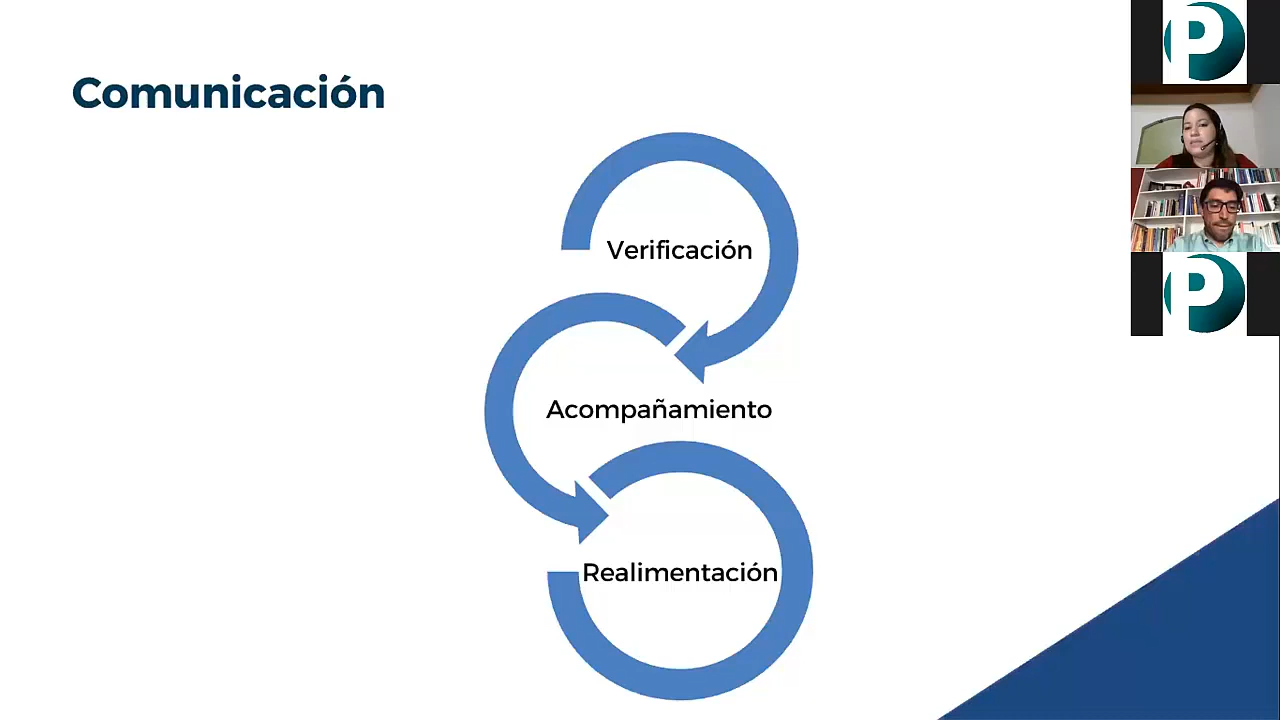 Comunicación
Verificación
Acompañamiento
Realimentación
P
P